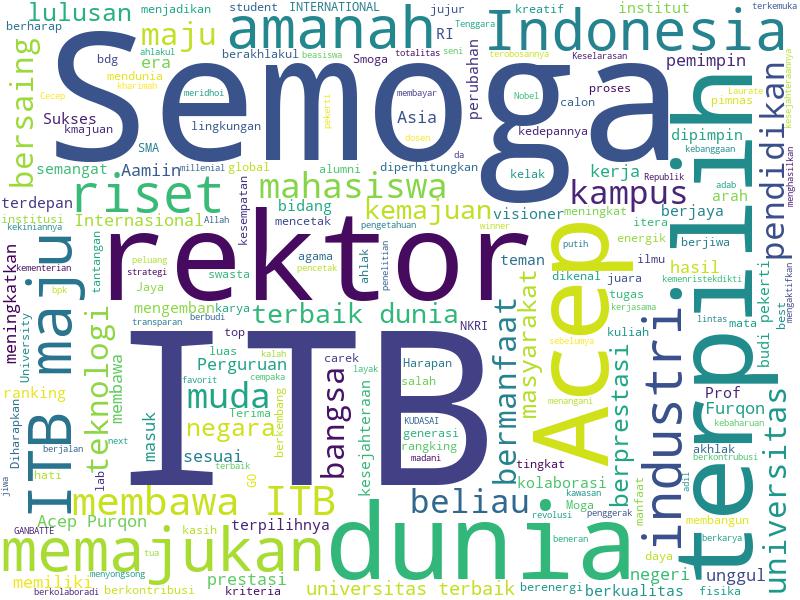 lulusan
menjadikan
student
INTERNATIONAL
jujur
kreatif
institut
terkemuka
berharap
maju
amanah
RI
Tenggara
Indonesia
bdg
era
ahlakul
berakhlakul
beasiswa
totalitas
seni
terobosannya
mendunia
kharimah
Smoga
Keselarasan
pemimpin
Semoga
bersaing
Cecep
Sukses
kmajuan
meridhoi
lingkungan
pekerti
membayar
Asia
dosen
perubahan
Nobel
calon
proses
kedepannya
Laurate
pimnas
kesejahteraannya
dipimpin
kebanggaan
SMA
semangat
Aamiin
millenial
global
alumni
diperhitungkan
da
kelak
kerja
Republik
adab
arah
pendidikan
menghasilkan
terdepan
riset
mahasiswa
kampus
institusi
kekiniannya
Internasional
Allah
kesempatan
bidang
mencetak
pengetahuan
kemajuan
visioner
winner
meningkat
itera
berjaya
terpilih
meningkatkan
kementerian
ITB maju
tantangan
peluang
strategi
Jaya
rektor
swasta
agama
pencetak
ahlak
penelitian
teman
Acep
putih
energik
ilmu
berjiwa
dikenal
juara
hasil
kemenristekdikti
bpk
University
mengemban
karya
transparan
berbudi
terbaik dunia
NKRI
bermanfaat
masyarakat
sebelumnya
tugas
kerjasama
kuliah
lintas
mata
best
budi pekerti
mengaktifkan
teknologi
membawa
top
luas
kalah
Perguruan
favorit
cempaka
carek
layak
Harapan
salah
ITB
ranking
Diharapkan
muda
Terima
berkembang
bangsa
kesejahteraan
KUDASAI
generasi
rangking
madani
menangani
berprestasi
industri
Prof
Furqon
kebaharuan
universitas
berjalan
next
masuk
negara
sesuai
terbaik
GO
tingkat
kolaborasi
akhlak
berkontrubusi
jiwa
hati
lab
membawa ITB
beliau
Moga
kawasan
revolusi
penggerak
manfaat
adil
membangun
GANBATTE
Acep Purqon
kasih
terpilihnya
beneran
berkarya
memajukan
tua
dunia
daya
memiliki
menyongsong
prestasi
berenergi
negeri
unggul
berkolaboradi
berkontribusi
kriteria
universitas terbaik
berkualitas
fisika